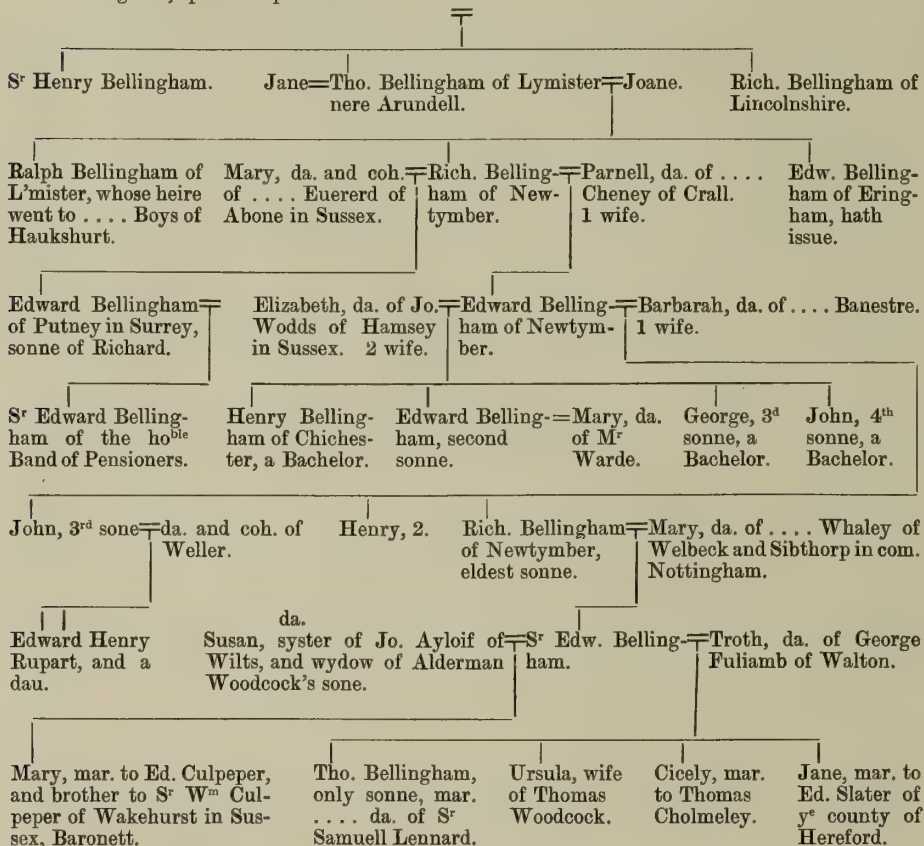 Sʳ Henry Bellingham.
Jane=Tho. Bellingham of Lymister=Joane.
nere Arundell.
Rich. Bellingham of
Lincolnshire.
Ralph Bellingham of
L'mister, whose heire
went to .... Boys of
Haukshurt.
Mary, da. and coh.
of .... Euererd of
Abone in Sussex.
Rich. Belling-
ham of New-
tymber.
Parnell, da. of ....
Cheney of Crall.
1 wife.
Edw. Belling-
ham of Ering-
ham, hath
issue.
Edward Bellingham
of Putney in Surrey,
sonne of Richard.
Elizabeth, da. of Jo.
Wodds of Hamsey
in Sussex. 2 wife.
Edward Belling-
ham of Newtym-
ber.
Barbarah, da. of .... Banestre.
1 wife.
Sʳ Edward Belling-
ham of the hoᵇˡᵉ
Band of Pensioners.
Henry Belling-
ham of Chiches-
ter, a Bachelor.
Edward Belling-
ham, second
sonne.
Mary, da.
of Mʳ
Warde.
George, 3ᵈ
sonne, a
Bachelor.
John, 4ᵗʰ
sonne, a
Bachelor.
John, 3ʳᵈ sone
da. and coh. of
Weller.
Henry, 2.
Rich. Bellingham
of Newtymber,
eldest sonne.
Mary, da. of .... Whaley of
Welbeck and Sibthorp in com.
Nottingham.
Edward Henry
Rupart, and a
dau.
da.
Susan, syster of Jo. Ayloif of
Wilts, and wydow of Alderman
Woodcock's sone.
Sʳ Edw. Belling-
ham.
Troth, da. of George
Fuliamb of Walton.
Mary, mar. to Ed. Culpeper,
and brother to Sʳ Wᵐ Cul-
peper of Wakehurst in Sus-
sex, Baronett.
Tho. Bellingham,
only sonne, mar.
.... da. of Sʳ
Samuell Lennard.
Ursula, wife
of Thomas
Woodcock.
Cicely, mar.
to Thomas
Cholmeley.
Jane, mar. to
Ed. Slater of
yᵉ county of
Hereford.